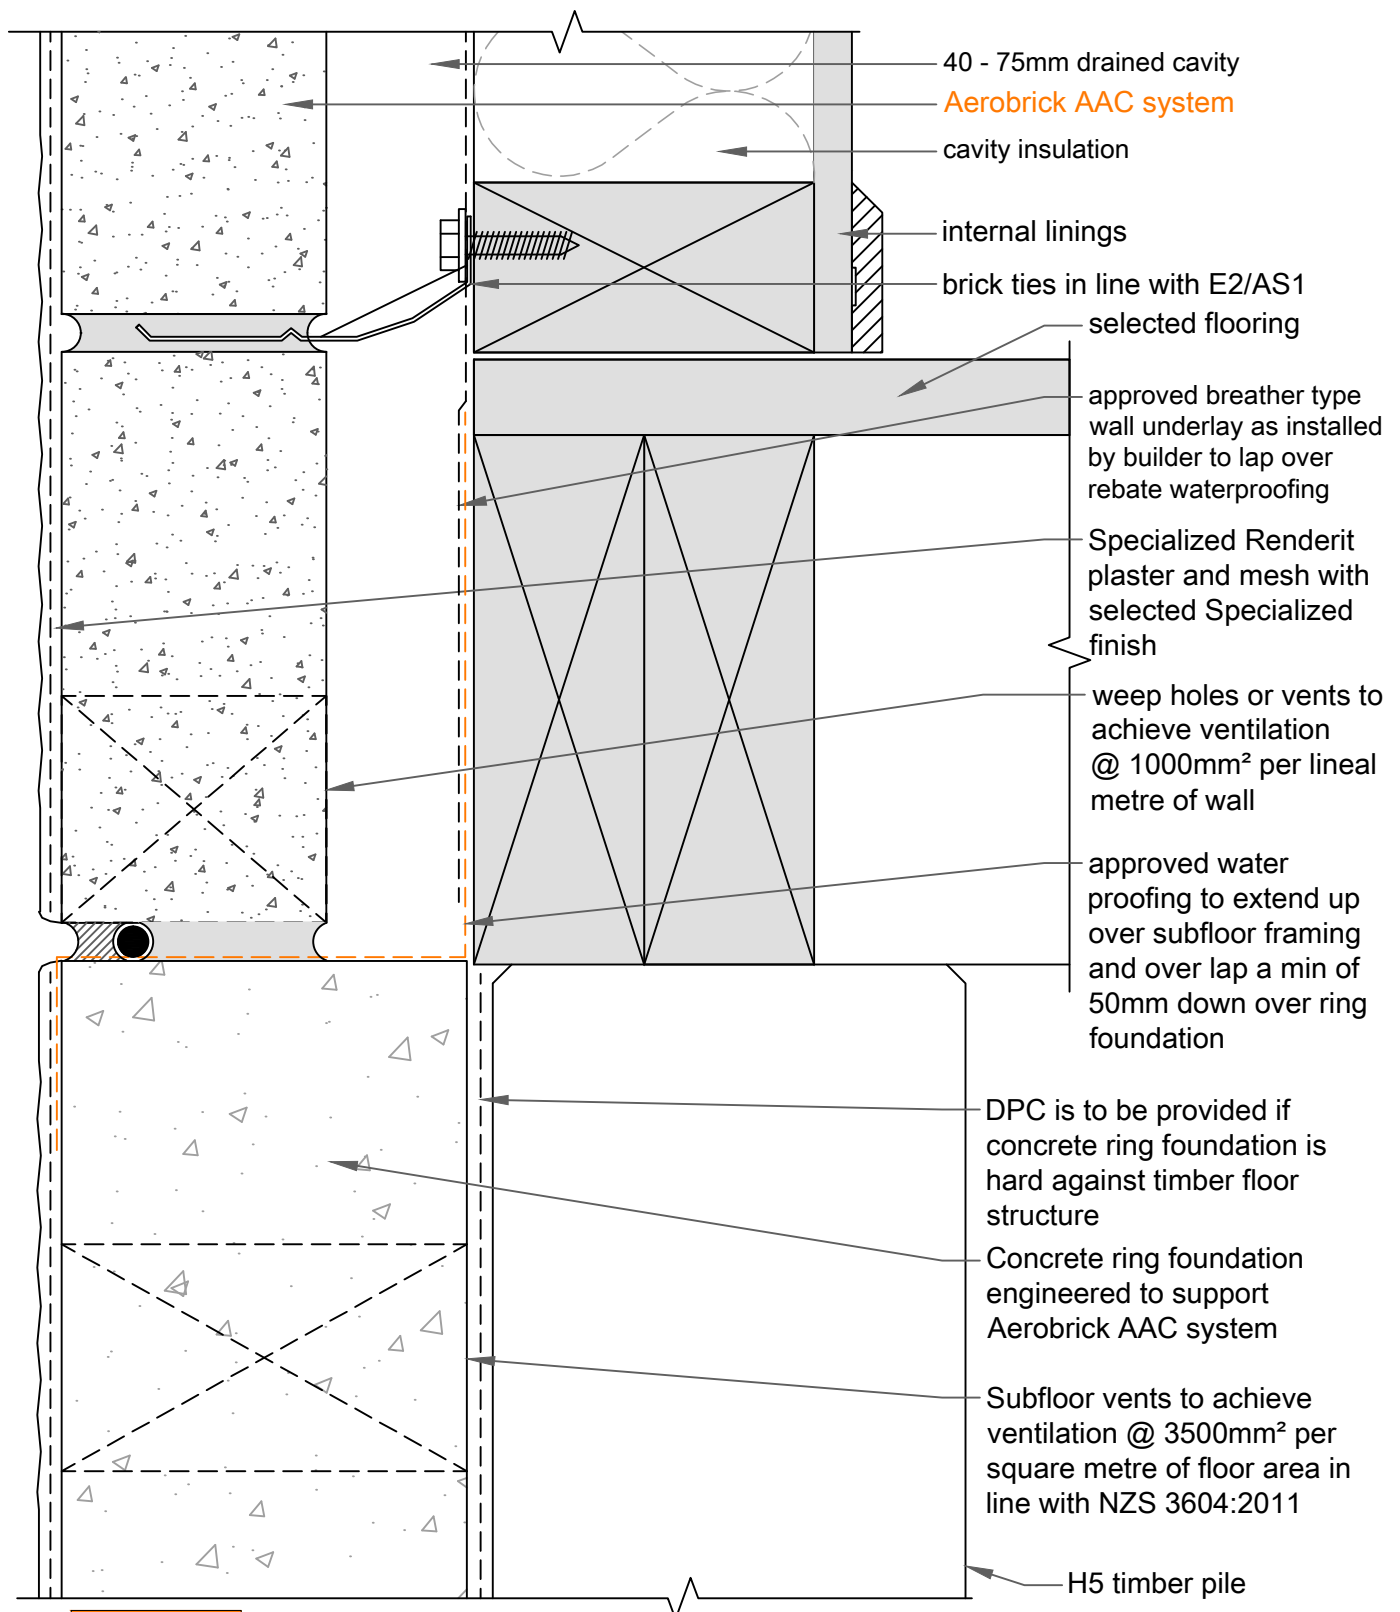 40 - 75mm drained cavity
Aerobrick AAC system
cavity insulation
internal linings
brick ties in line with E2/AS1
selected flooring
approved breather type
wall underlay as installed
by builder to lap over
rebate waterproofing
Specialized Renderit
plaster and mesh with
selected Specialized
finish
weep holes or vents to
achieve ventilation
@ 1000mm² per lineal
metre of wall
approved water
proofing to extend up
over subfloor framing
and over lap a min of
50mm down over ring
foundation
DPC is to be provided if
concrete ring foundation is
hard against timber floor
structure
Concrete ring foundation
engineered to support
Aerobrick AAC system
Subfloor vents to achieve
ventilation @ 3500mm² per
square metre of floor area in
line with NZS 3604:2011
H5 timber pile